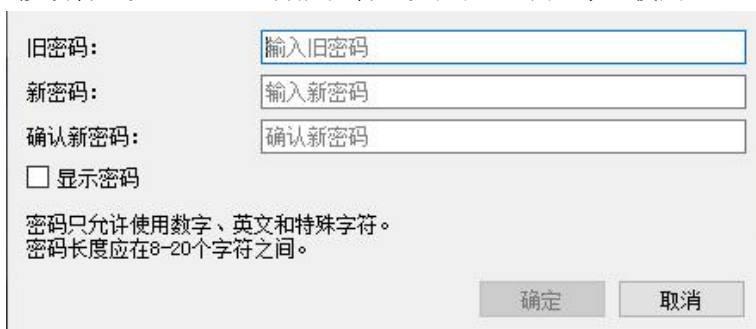 旧密码： 输入旧密码
新密码： 输入新密码
确认新密码： 确认新密码
显示密码
密码只允许使用数字、英文和特殊字符。
密码长度应在8-20个字符之间。
确定 取消